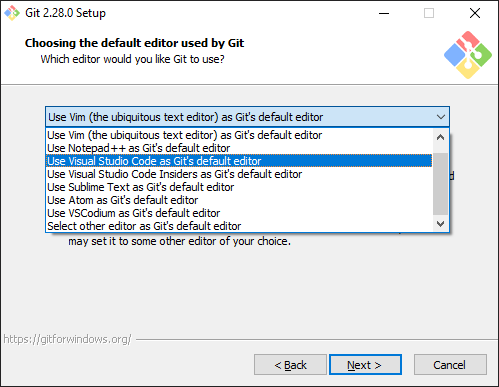 Git 2.28.0 Setup
Choosing the default editor used by Git
Which editor would you like Git to use?
Use Vim (the ubiquitous text editor) as Git's default editor
Use Vim (the ubiquitous text editor) as Git's default editor
Use Notepad++ as Git's default editor
Use Visual Studio Code as Git's default editor
Use Visual Studio Code Insiders as Git's default editor
Use Sublime Text as Git's default editor
Use Atom as Git's default editor
Use VSCodium as Git's default editor
Select other editor as Git's default editor
may set it to some other editor of your choice.
https://gitforwindows.org/
< Back
Next >
Cancel